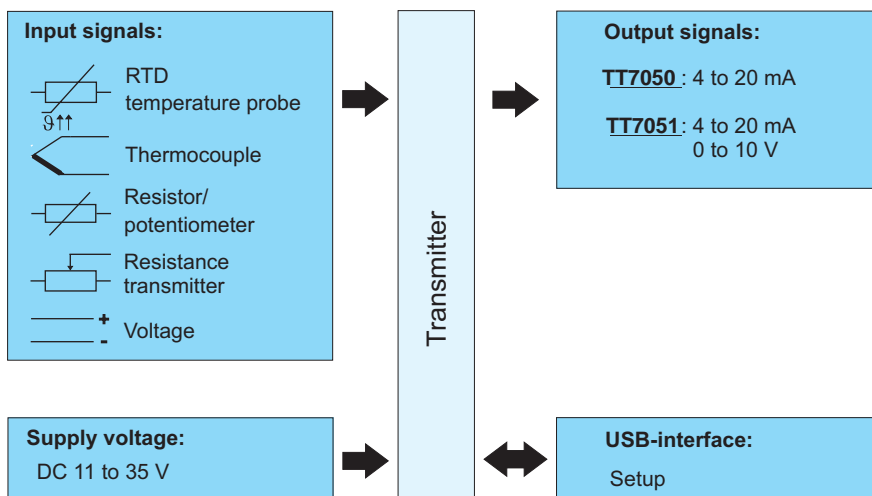 Input signals:
RTD
temperature probe
ϑ↑↑
Thermocouple
Resistor/
potentiometer
Resistance
transmitter
+
-
Voltage
Supply voltage:
DC 11 to 35 V
Transmitter
Output signals:
TT7050 : 4 to 20 mA
TT7051 : 4 to 20 mA
0 to 10 V
USB-interface:
Setup